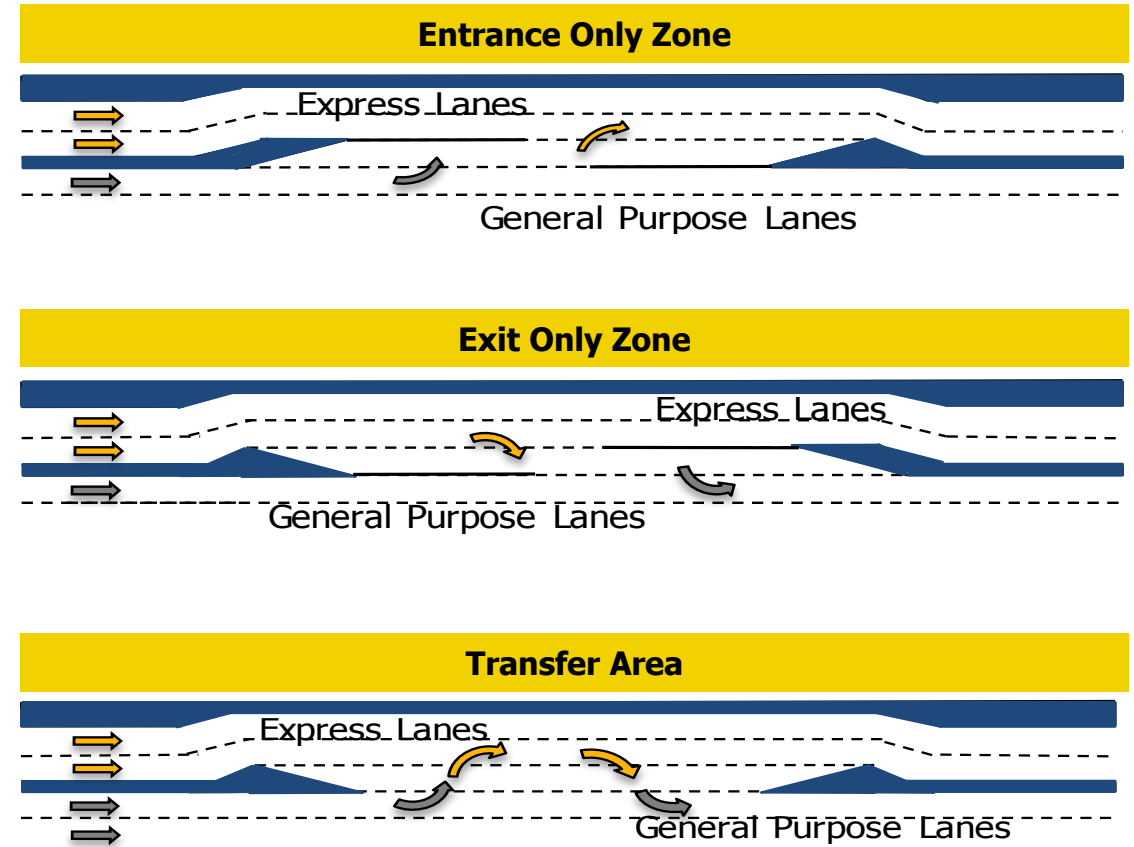 Entrance Only Zone
Express Lanes
General Purpose Lanes
Exit Only Zone
Express Lanes
General Purpose Lanes
Transfer Area
Express Lanes
General Purpose Lanes